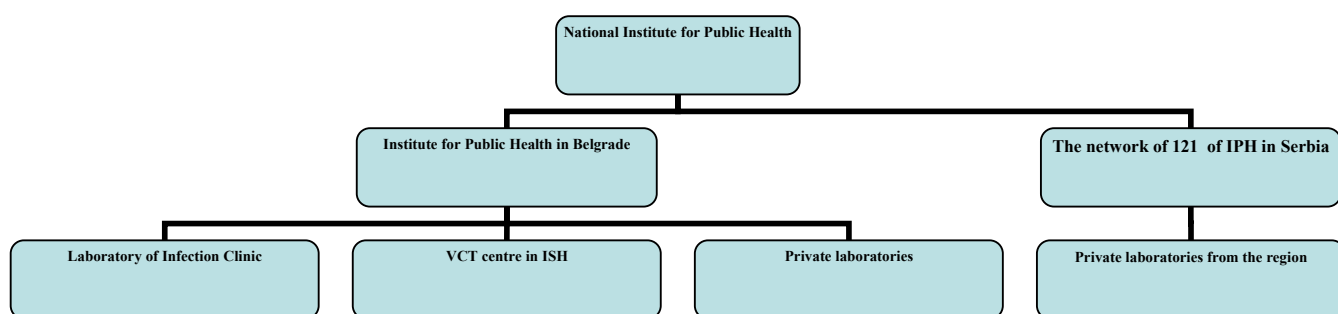 National Institute for Public Health
Institute for Public Health in Belgrade
The network of 121  of IPH in Serbia
Laboratory of Infection Clinic
VCT centre in ISH
Private laboratories
Private laboratories from the region